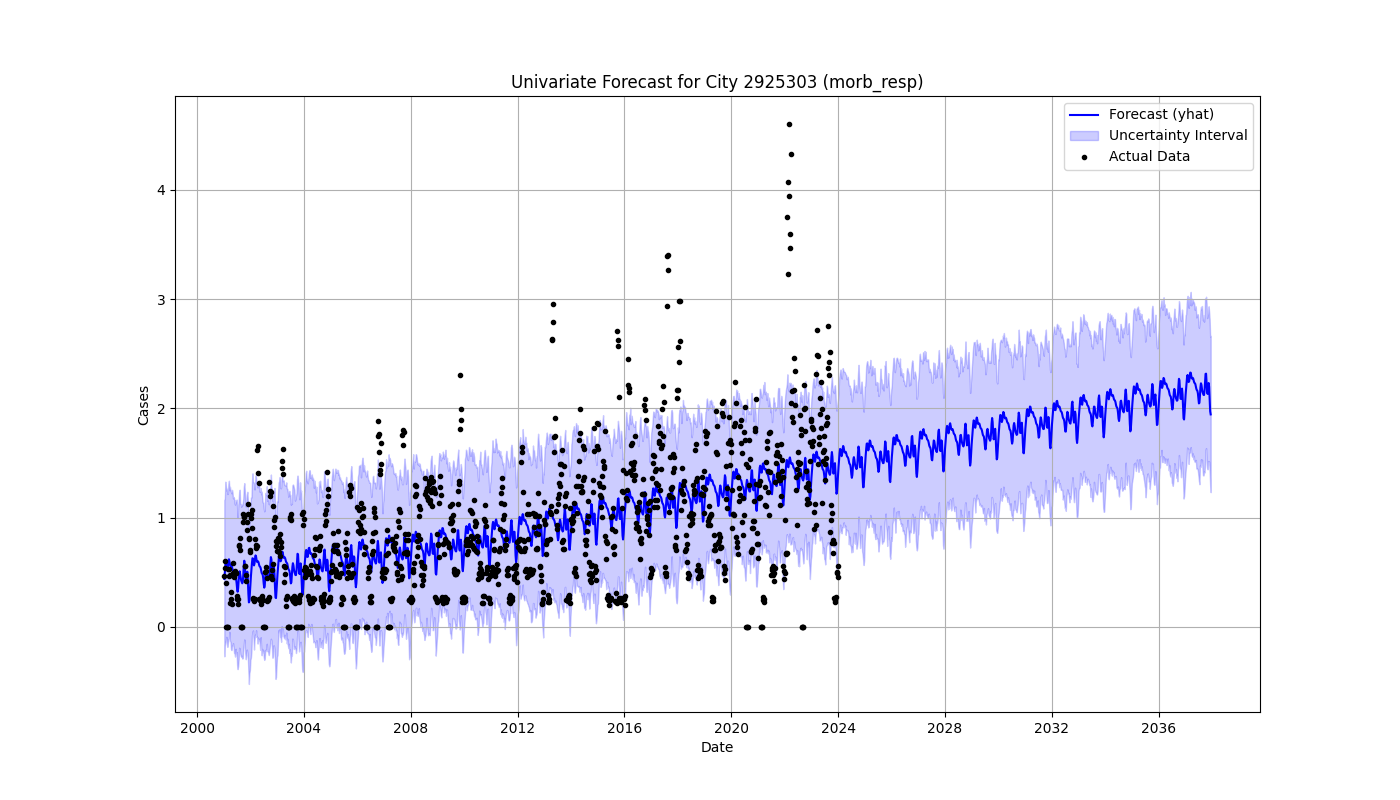 Univariate Forecast for City 2925303 (morb_resp)
Forecast (yhat)
Uncertainty Interval
Actual Data
Cases
4
3
2
1
0
2000 2004 2008 2012 2016 2020 2024 2028 2032 2036
Date